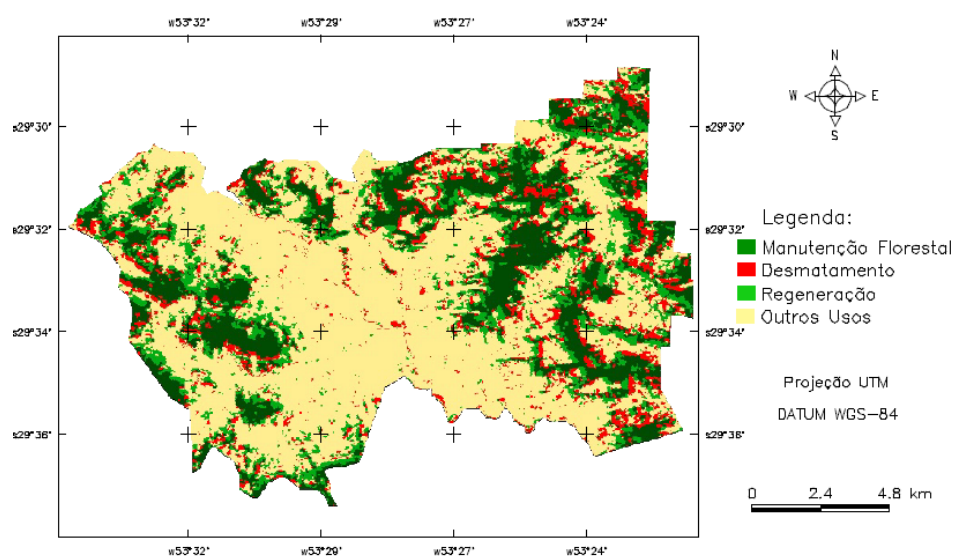 w53°32' w53°29' w53°27' w53°24'
N
W E
S
s29°30' s29°30'
s29°32' s29°32'
Legenda:
Manutenção Florestal
Desmatamento
Regeneração
Outros Usos
s29°34' s29°34'
Projeção UTM
DATUM WGS-84
s29°36' s29°38'
0 2.4 4.8 km
w53°32' w53°29' w53°27' w53°24'